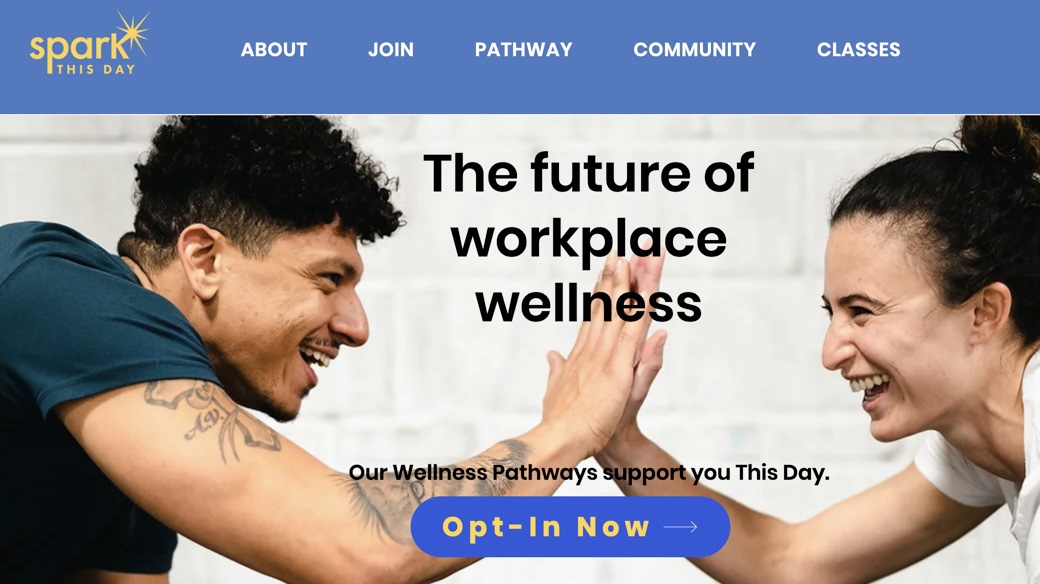 spark
THIS DAY
ABOUT JOIN PATHWAY COMMUNITY CLASSES
The future of
workplace
wellness
Our Wellness Pathways support you This Day.
Opt-In Now